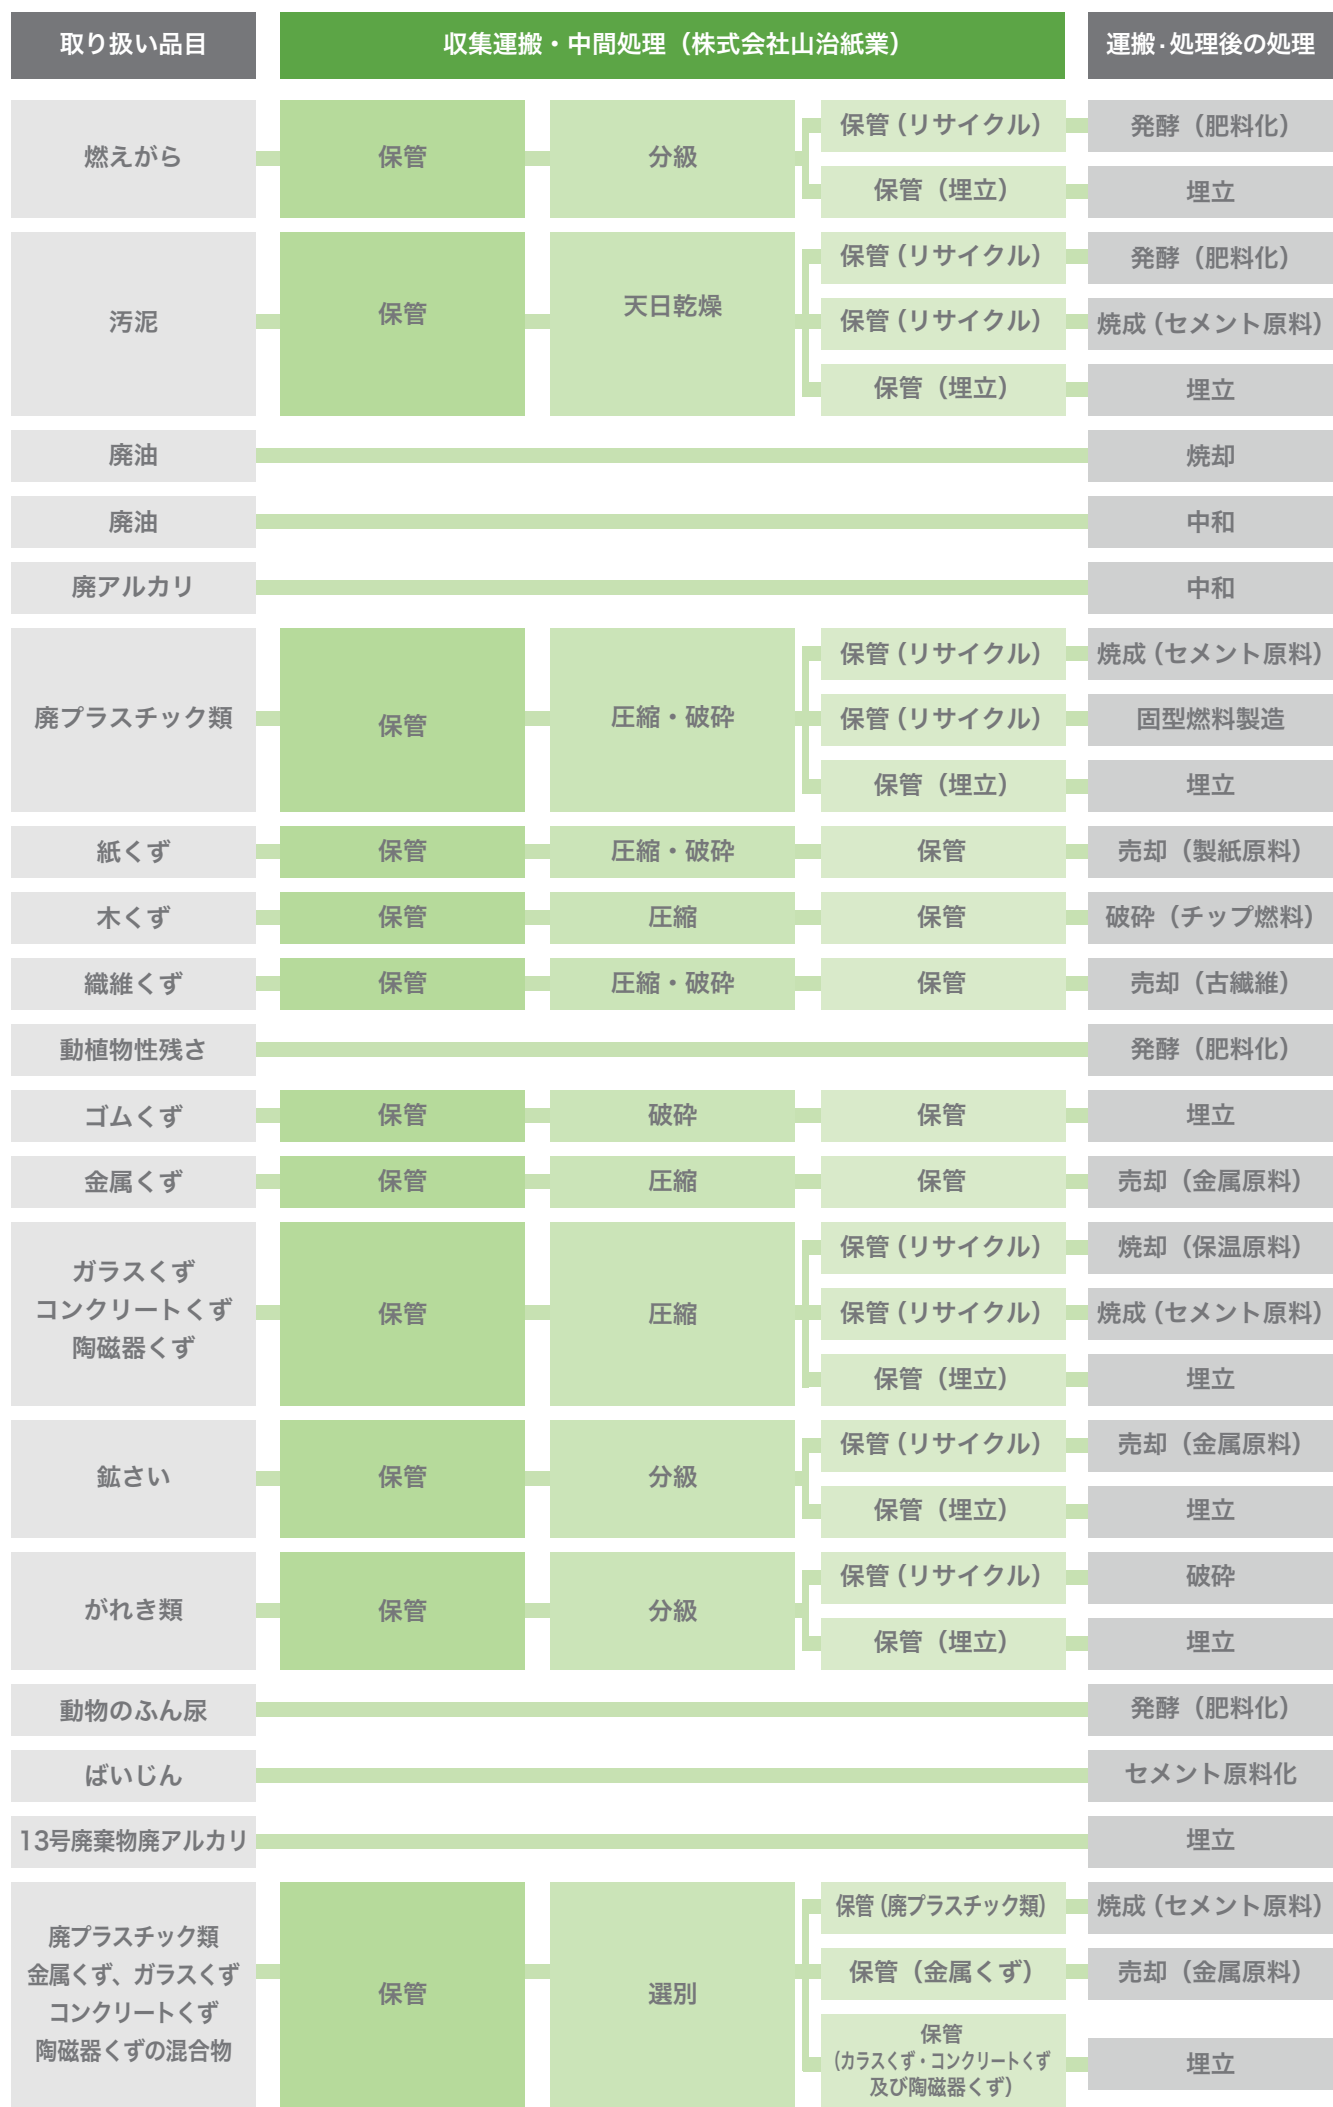 取り扱い品目
収集運搬・中間処理（株式会社山治紙業）
運搬・処理後の処理
燃えがら
保管
分級
保管（リサイクル）
発酵（肥料化）
保管（埋立）
埋立
汚泥
保管
天日乾燥
保管（リサイクル）
発酵（肥料化）
保管（リサイクル）
焼成（セメント原料）
保管（埋立）
埋立
廃油
焼却
廃油
中和
廃アルカリ
中和
廃プラスチック類
保管
圧縮・破砕
保管（リサイクル）
焼成（セメント原料）
保管（リサイクル）
固型燃料製造
保管（埋立）
埋立
紙くず
保管
圧縮・破砕
保管
売却（製紙原料）
木くず
保管
圧縮
保管
破砕（チップ燃料）
織維くず
保管
圧縮・破砕
保管
売却（古繊維）
動植物性残さ
発酵（肥料化）
ゴムくず
保管
破砕
保管
埋立
金属くず
保管
圧縮
保管
売却（金属原料）
ガラスくず
コンクリートくず
陶磁器くず
保管
圧縮
保管（リサイクル）
焼却（保温原料）
保管（リサイクル）
焼成（セメント原料）
保管（埋立）
埋立
鉱さい
保管
分級
保管（リサイクル）
売却（金属原料）
保管（埋立）
埋立
がれき類
保管
分級
保管（リサイクル）
破砕
保管（埋立）
埋立
動物のふん尿
発酵（肥料化）
ばいじん
セメント原料化
13号廃棄物廃アルカリ
埋立
廃プラスチック類
金属くず、ガラスくず
コンクリートくず
陶磁器くずの混合物
保管
選別
保管（廃プラスチック類）
焼成（セメント原料）
保管（金属くず）
売却（金属原料）
保管
（カラスくず・コンクリートくず
及び陶磁器くず）
埋立